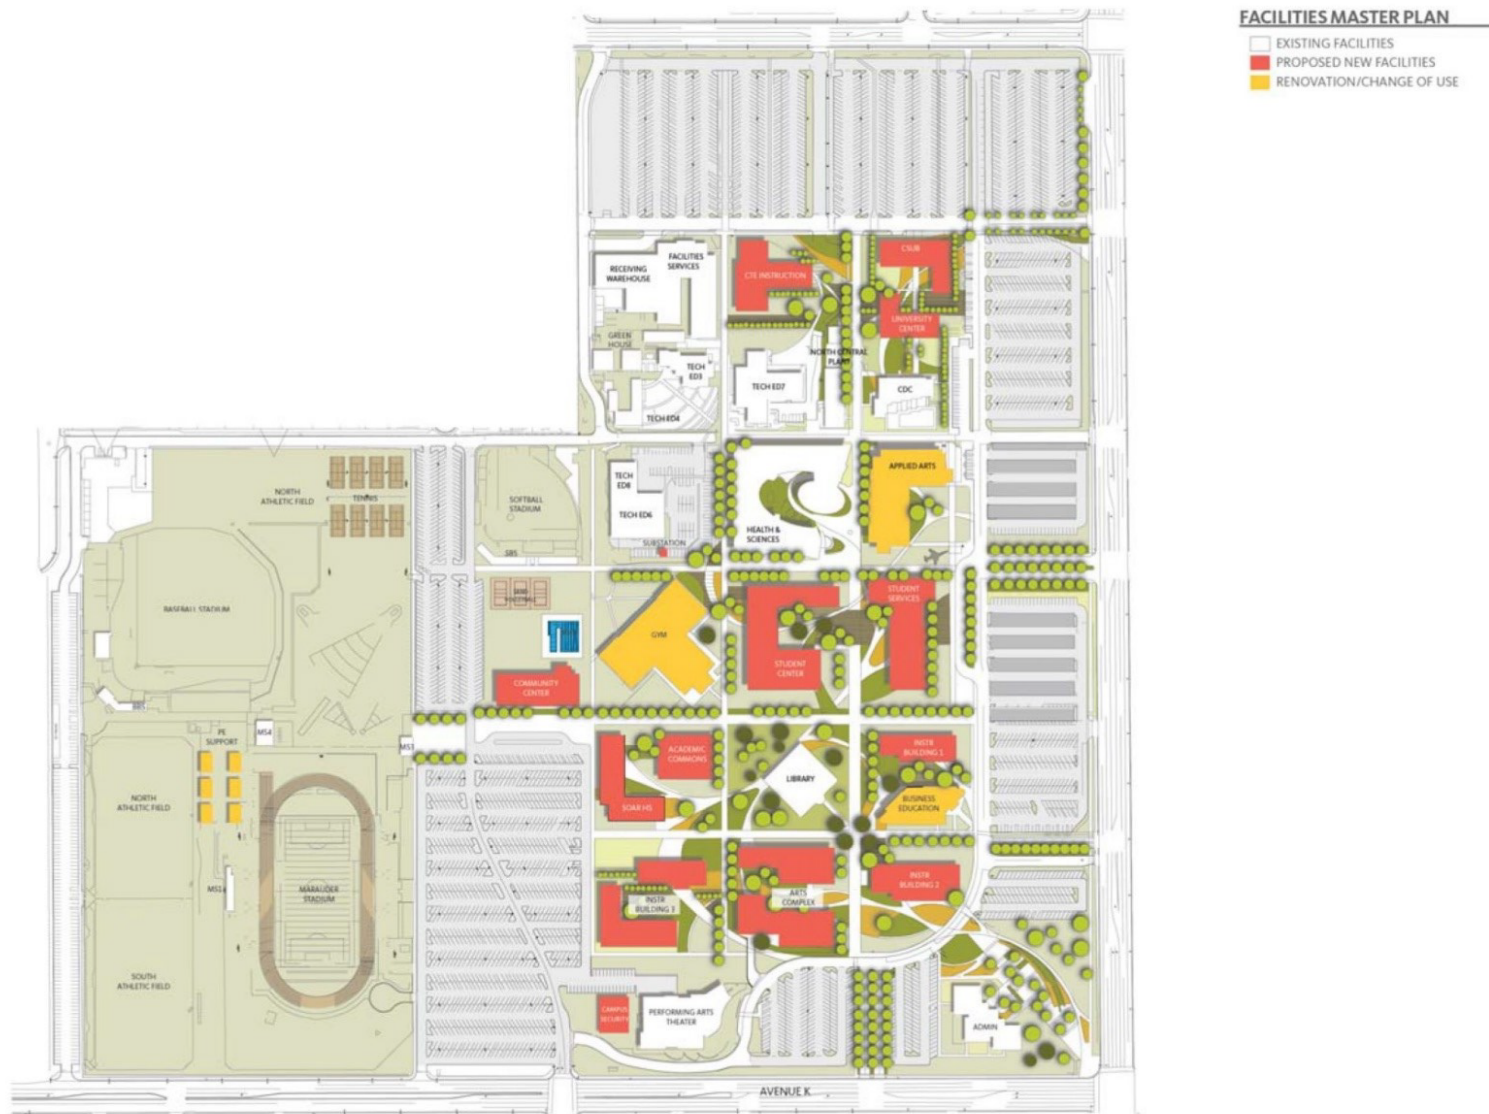 FACILITIES MASTER PLAN
EXISTING FACILITIES
PROPOSED NEW FACILITIES
RENOVATION/CHANGE OF USE
CSUB
FACILITIES
SERVICES
RECEIVING
WAREHOUSE
CTE INSTRUCTION
UNIVERSITY
CENTER
GREEN
HOUSE
NORTH CENTRAL
PLANT
TECH
ED3
TECH ED7
CDC
TECH ED4
APPLIED ARTS
TECH
ED8
NORTH
ATHLETIC FIELD
TENNIS
SOFTBALL
STADIUM
TECH ED6
HEALTH &
SCIENCES
SUBSTATION
SBS
STUDENT
SERVICES
SAND
VOLLEYBALL
BASEBALL STADIUM
GYM
STUDENT
CENTER
COMMUNITY
CENTER
BBS
PE
SUPPORT
MS4
MS3
ACADEMIC
COMMONS
INSTR
BUILDING 1
LIBRARY
NORTH
ATHLETIC FIELD
SOAR HS
BUSINESS
EDUCATION
MS14
MARAUDER
STADIUM
INSTR
BUILDING 3
ARTS
COMPLEX
INSTR
BUILDING 2
SOUTH
ATHLETIC FIELD
CAMPUS
SECURITY
PERFORMING ARTS
THEATER
ADMIN
AVENUE K